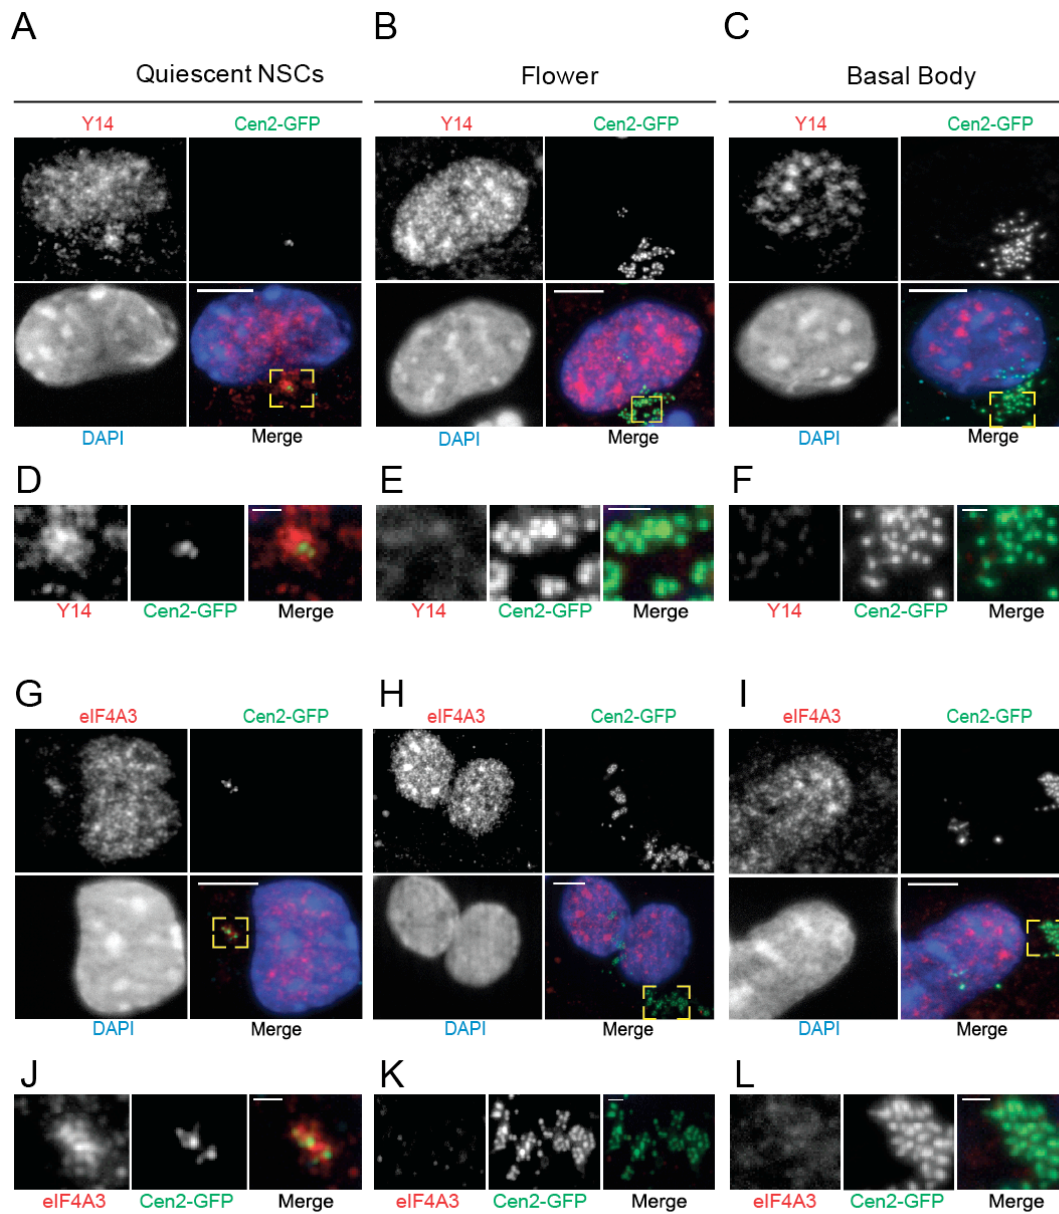 A B C
Quiescent NSCs Flower Basal Body
Y14 Cen2-GFP Y14 Cen2-GFP Y14 Cen2-GFP
DAPI Merge DAPI Merge DAPI Merge
D E F
Y14 Cen2-GFP Merge Y14 Cen2-GFP Merge Y14 Cen2-GFP Merge
G H I
eIF4A3 Cen2-GFP eIF4A3 Cen2-GFP eIF4A3 Cen2-GFP
DAPI Merge DAPI Merge DAPI Merge
J K L
eIF4A3 Cen2-GFP Merge eIF4A3 Cen2-GFP Merge eIF4A3 Cen2-GFP Merge